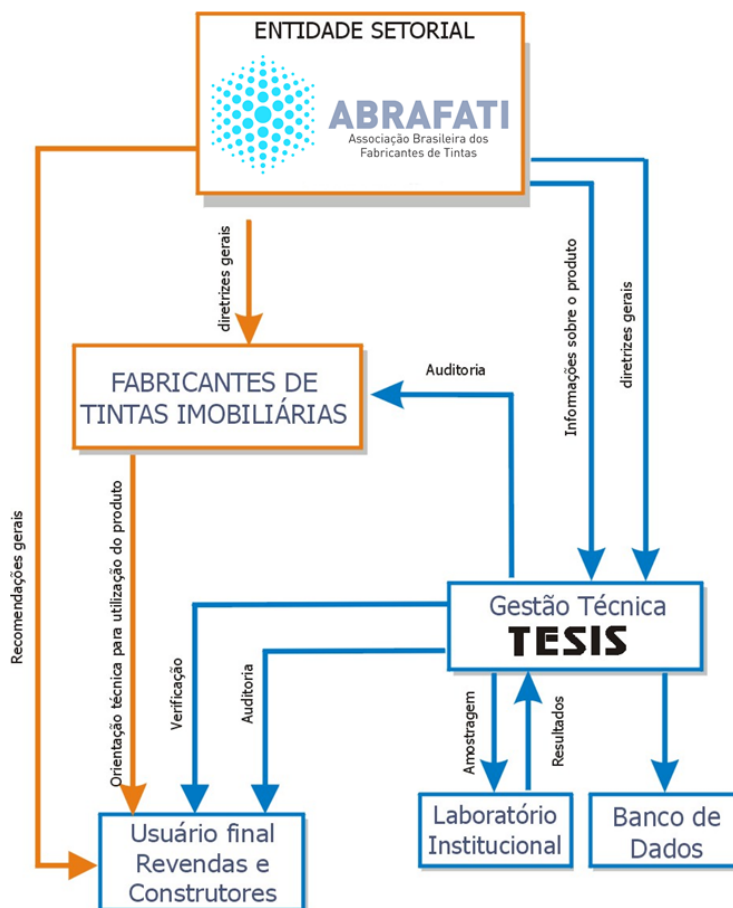 ENTIDADE SETORIAL
ABRAFATI
Associação Brasileira dos
Fabricantes de Tintas
diretrizes gerais
Informações sobre o produto
diretrizes gerais
FABRICANTES DE
TINTAS IMOBILIÁRIAS
Auditoria
Recomendações gerais
Orientação técnica para utilização do produto
Gestão Técnica
TESIS
Verificação
Auditoria
Amostragem
Resultados
Usuário final
Revendas e
Construtores
Laboratório
Institucional
Banco de
Dados